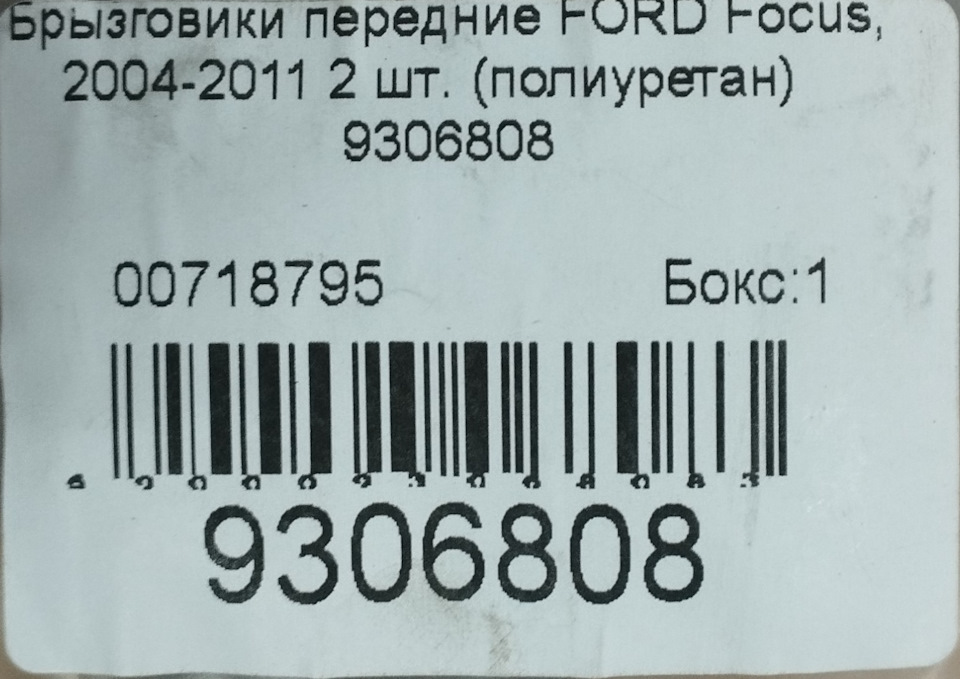 Брызговики передние FORD Focus,
2004-2011 2 шт. (полиуретан)
9306808
00718795 Бокс:1
9306808